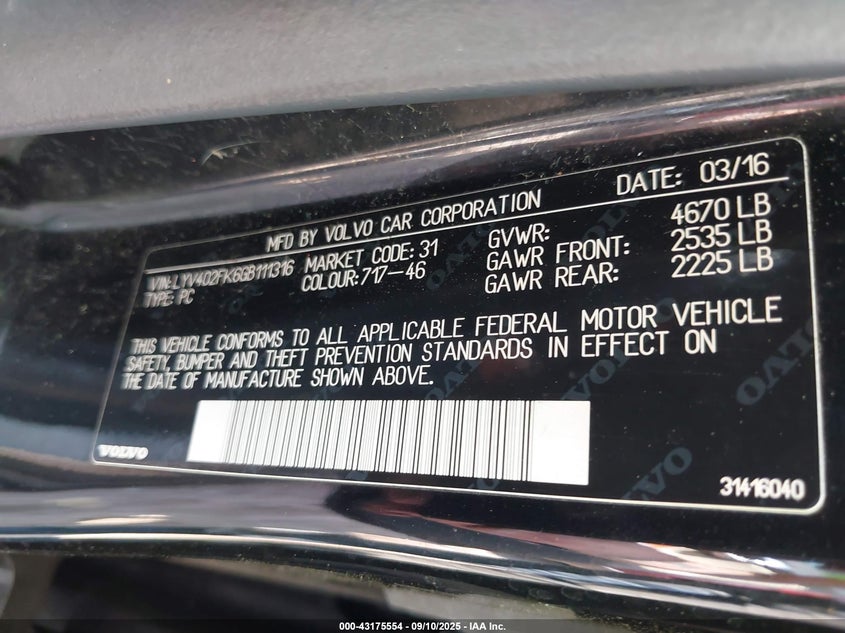 MFD BY VOLVO CAR CORPORATION DATE: 03/16
VIN: LYV402FK6GB111316 MARKET CODE: 31 GVWR: 4670 LB
TYPE: PC COLOUR: 717-46 GAWR FRONT: 2535 LB
GAWR REAR: 2225 LB
THIS VEHICLE CONFORMS TO ALL APPLICABLE FEDERAL MOTOR VEHICLE
SAFETY, BUMPER AND THEFT PREVENTION STANDARDS IN EFFECT ON
THE DATE OF MANUFACTURE SHOWN ABOVE.
VOLVO
31416040
000-43175554 - 09/10/2025 - IAA Inc.